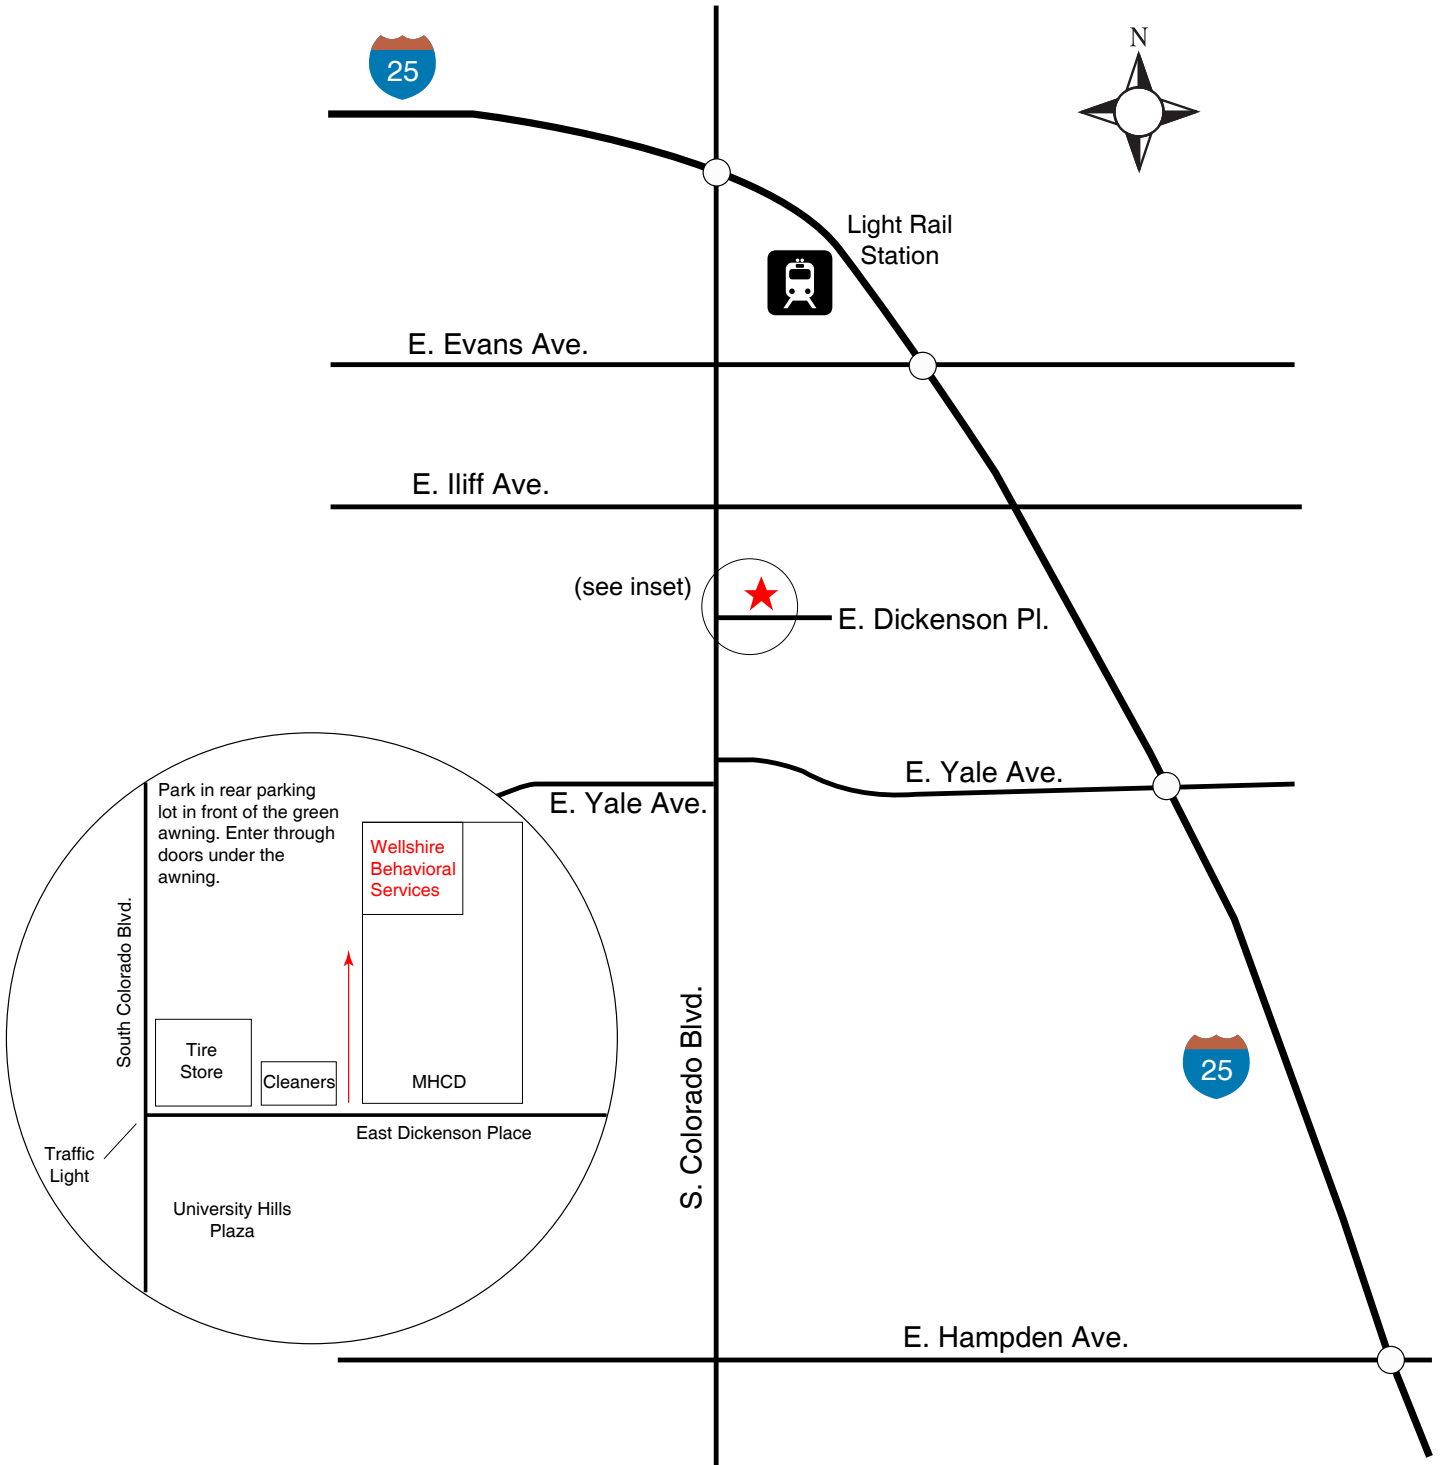 N
25
Light Rail
Station
E. Evans Ave.
E. Iliff Ave.
(see inset)
E. Dickenson Pl.
E. Yale Ave.
E. Yale Ave.
Park in rear parking
lot in front of the green
awning. Enter through
doors under the
awning.
Wellshire
Behavioral
Services
South Colorado Blvd.
Tire
Store
Cleaners
MHCD
East Dickenson Place
Traffic
Light
University Hills
Plaza
S. Colorado Blvd.
25
E. Hampden Ave.